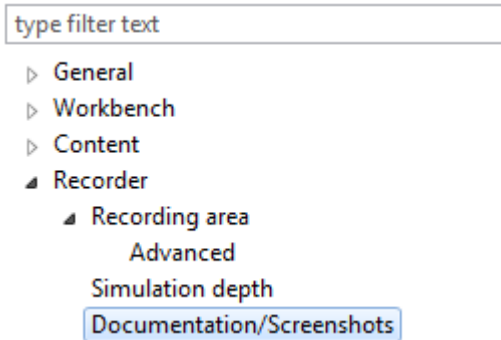 type filter text
General
Workbench
Content
Recorder
Recording area
Advanced
Simulation depth
Documentation/Screenshots